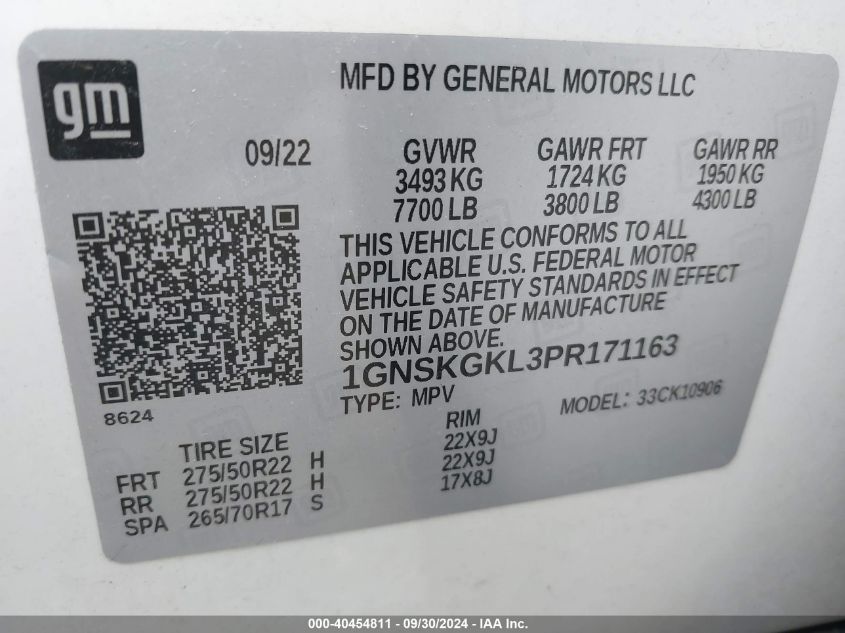 gm
MFD BY GENERAL MOTORS LLC
09/22
GVWR GAWR FRT GAWR RR
3493 KG 1724 KG 1950 KG
7700 LB 3800 LB 4300 LB
THIS VEHICLE CONFORMS TO ALL
APPLICABLE U.S. FEDERAL MOTOR
VEHICLE SAFETY STANDARDS IN EFFECT
ON THE DATE OF MANUFACTURE
SHOWN ABOVE.
1GNSKGKL3PR171163
TYPE: MPV MODEL: 33CK10906
8624
TIRE SIZE RIM
FRT 275/50R22 H 22X9J
RR 275/50R22 H 22X9J
SPA 265/70R17 S 17X8J
000-40454811 - 09/30/2024 - IAA Inc.